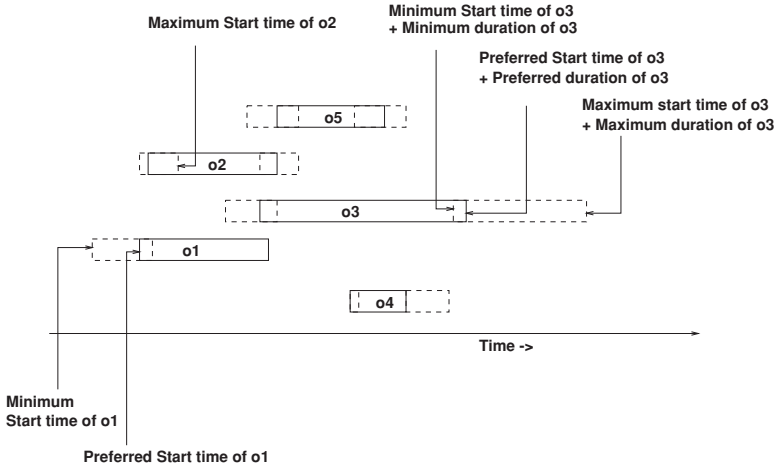 Maximum Start time of o2
Minimum Start time of o3
+ Minimum duration of o3
Preferred Start time of o3
+ Preferred duration of o3
Maximum start time of o3
+ Maximum duration of o3
o5
o2
o3
o1
o4
Time ->
Minimum
Start time of o1
Preferred Start time of o1